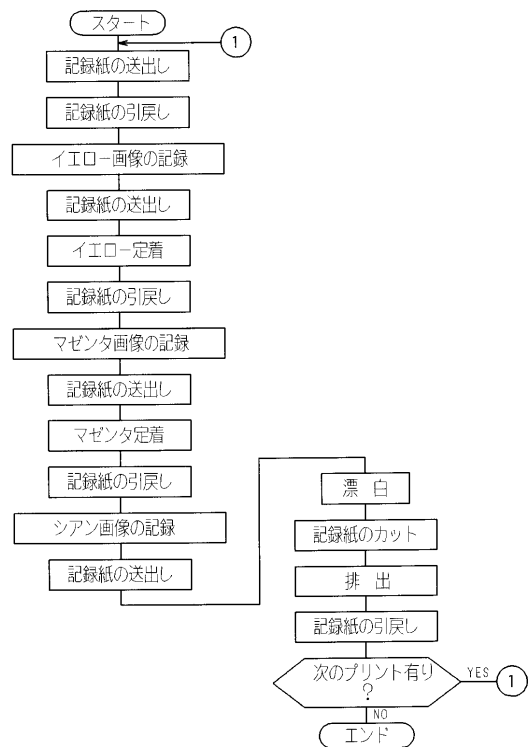 スタート
1
記録紙の送出し
記録紙の引戻し
イエロー画像の記録
記録紙の送出し
イエロー定着
記録紙の引戻し
マゼンタ画像の記録
記録紙の送出し
マゼンタ定着
記録紙の引戻し
シアン画像の記録
記録紙の送出し
漂 白
記録紙のカット
排 出
記録紙の引戻し
次のプリント有り
?
YES
1
NO
エンド